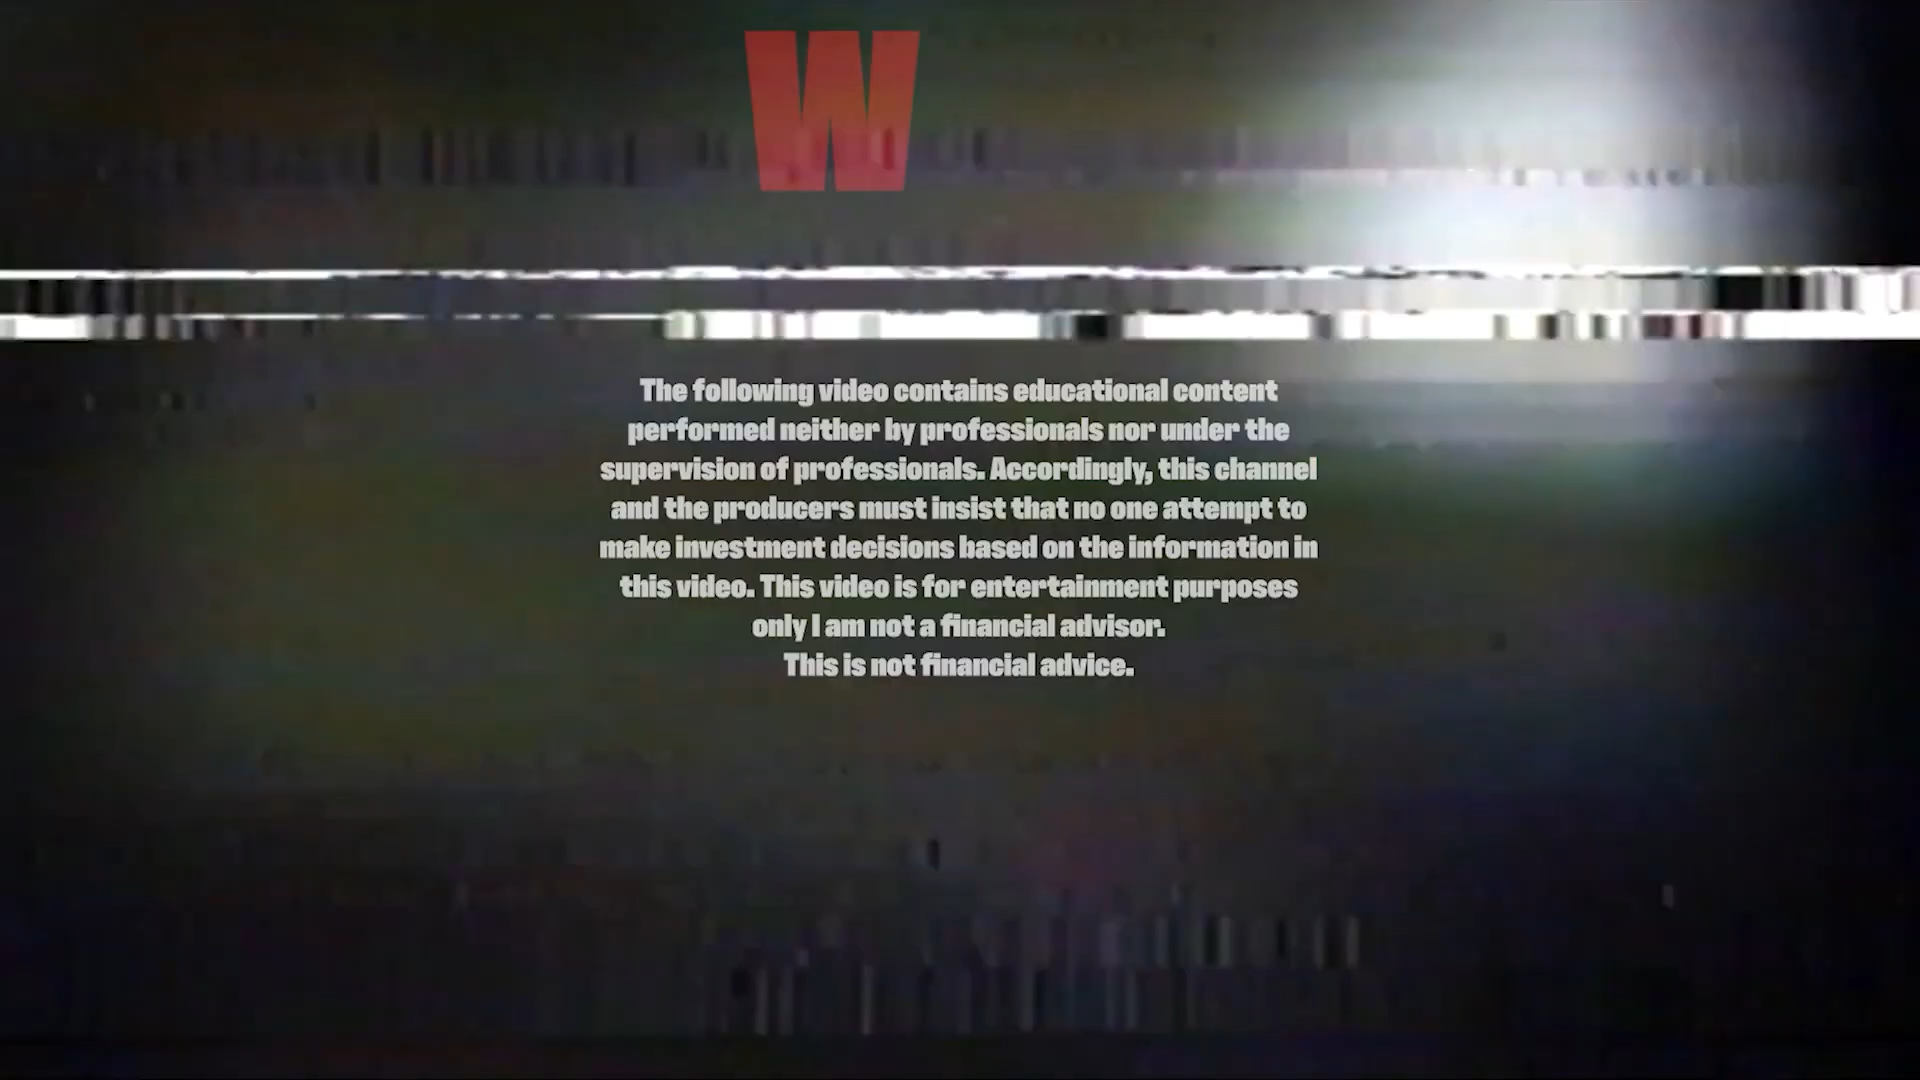 W
The following video contains educational content
performed neither by professionals nor under the
supervision of professionals. Accordingly, this channel
and the producers must insist that no one attempt to
make investment decisions based on the information in
this video. This video is for entertainment purposes
only I am not a financial advisor.
This is not financial advice.